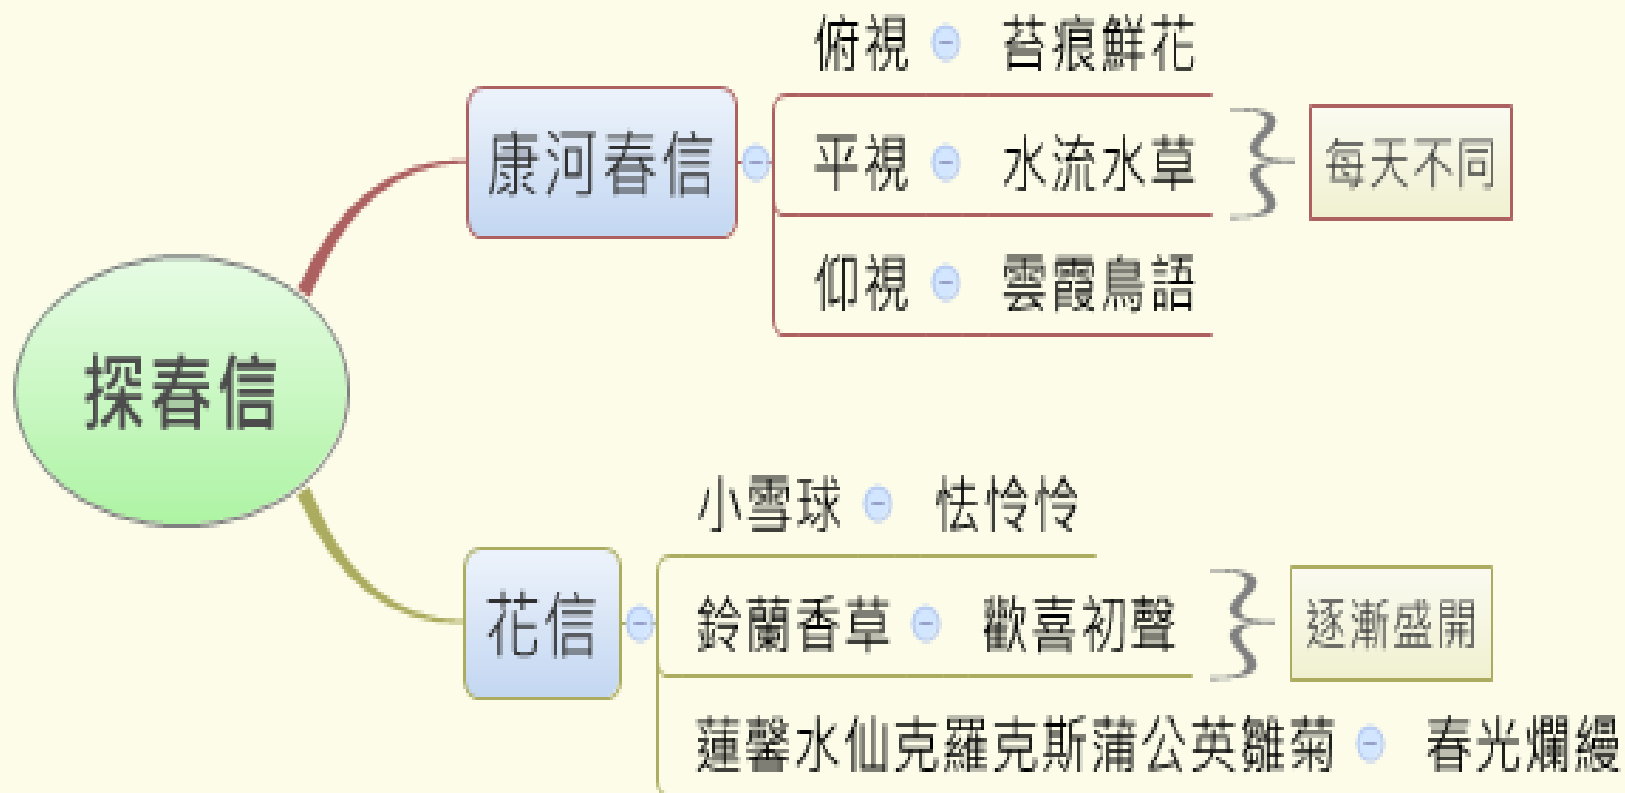 探春信
康河春信
俯視 苔痕鮮花
平視 水流水草
仰視 雲霞鳥語
每天不同
花信
小雪球 怯怜怜
鈴蘭香草 歡喜初聲
蓮馨水仙克羅克斯蒲公英雛菊 春光爛縵
逐漸盛開